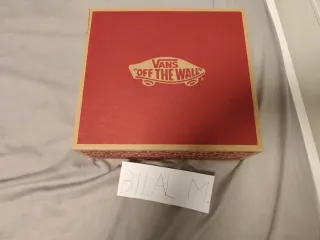 VANS
"OFF THE WALL"
BILAL M